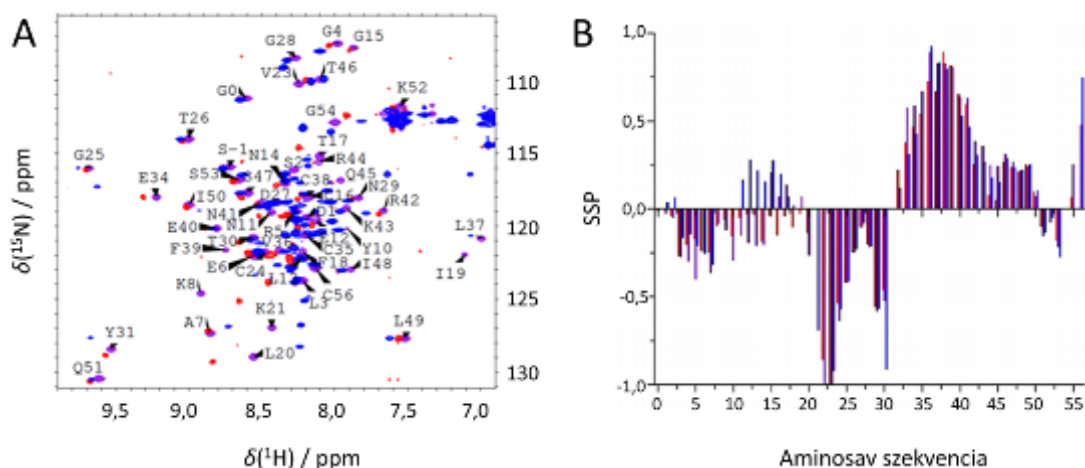 A
G28
G4
G15
V23
T46
G0
K52
G54
T26
T17
G25
S-1
N14
S2
R44
E34
S53
C38
Q45
I50
D27
N29
R42
N41
N11
D1
E40
T30
R5
K43
L37
F39
V36
C35
Y10
E6
C24
F18
I48
I19
K8
L1
L3
C56
A7
K21
Y31
L20
L49
Q51
110
115
120
125
130
δ(¹⁵N) / ppm
9,5 9,0 8,5 8,0 7,5 7,0
δ(¹H) / ppm
B
1,0
0,5
0,0
-0,5
-1,0
SSP
0 5 10 15 20 25 30 35 40 45 50 55
Aminosav szekvencia